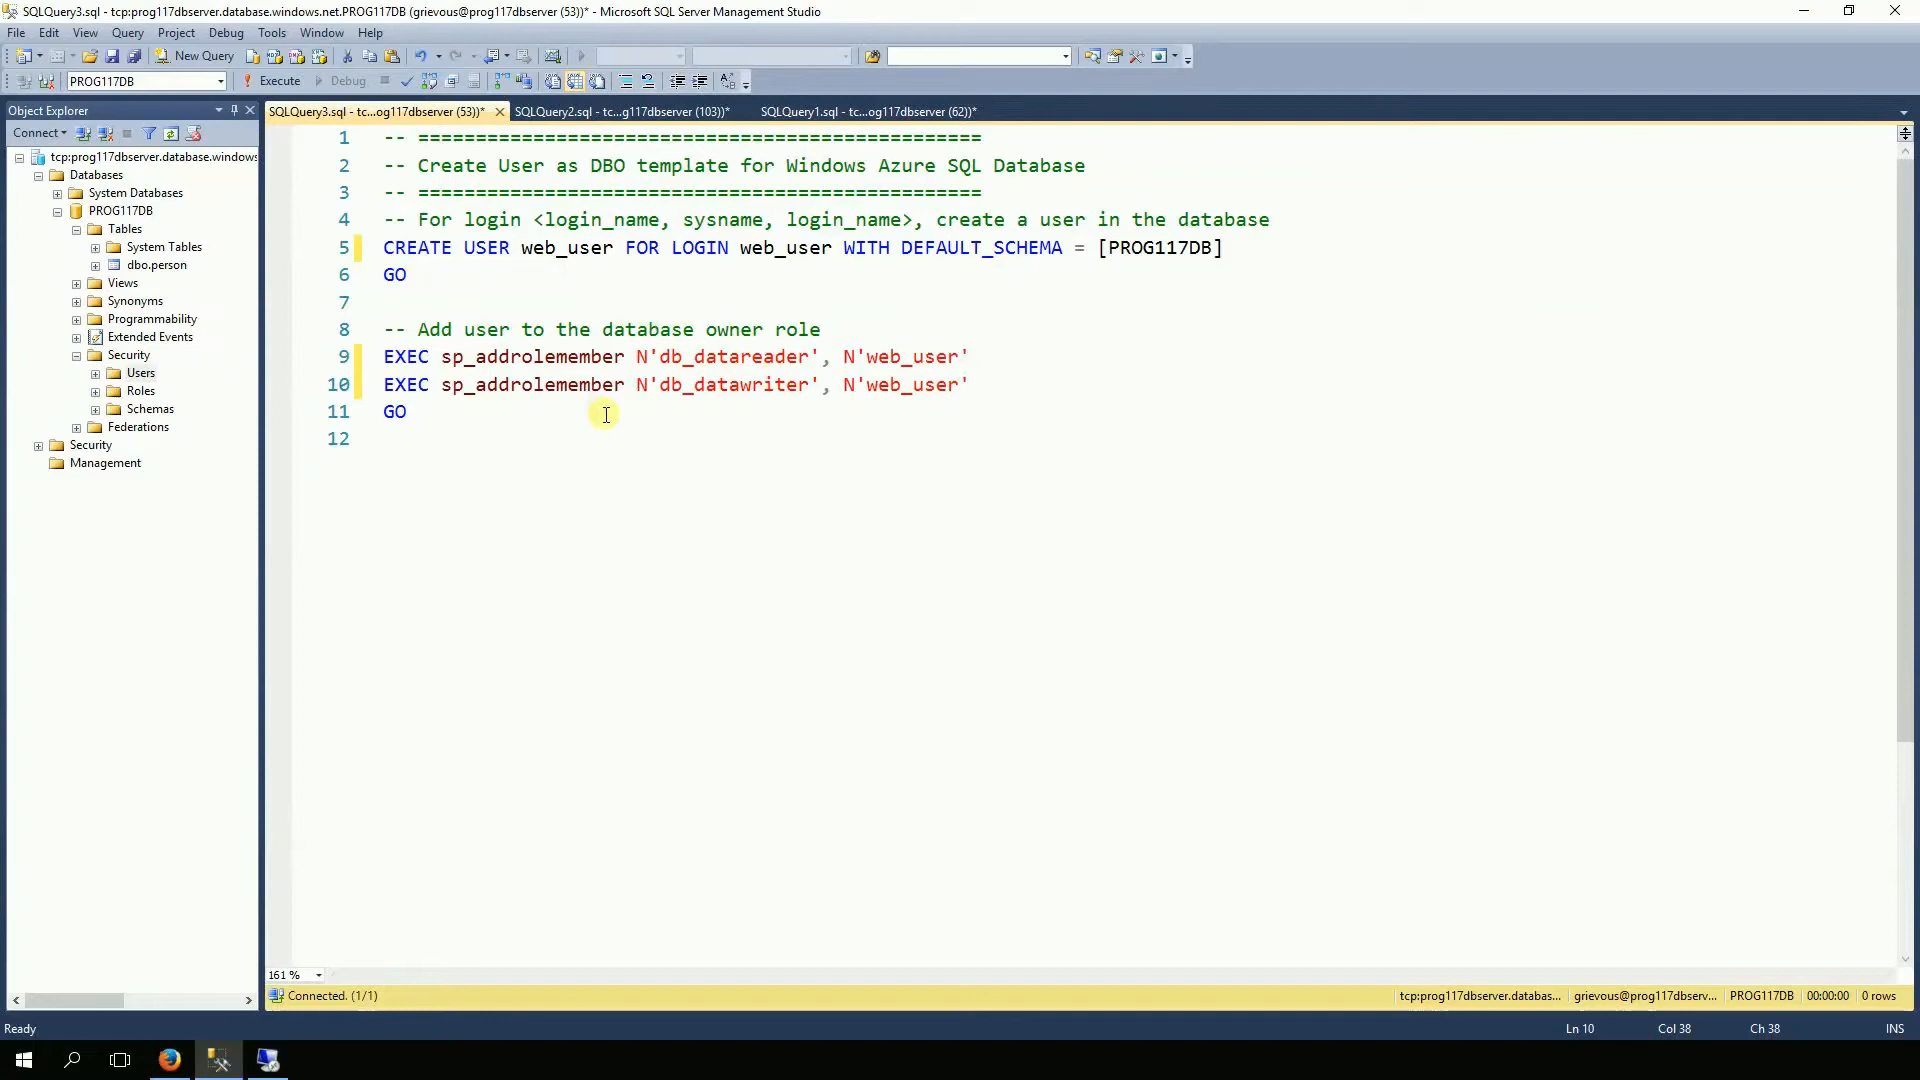 SQLQuery3.sql - tcp:prog117dbserver.database.windows.net.PROG117DB (grievous@prog117dbserver (53))* - Microsoft SQL Server Management Studio
File Edit View Query Project Debug Tools Window Help
New Query
PROG117DB Execute Debug
Object Explorer
SQLQuery3.sql - tc...og117dbserver (53))* SQLQuery2.sql - tc...g117dbserver (103))* SQLQuery1.sql - tc...og117dbserver (62))*
Connect
tcp:prog117dbserver.database.windows
Databases
System Databases
PROG117DB
Tables
System Tables
dbo.person
Views
Synonyms
Programmability
Extended Events
Security
Users
Roles
Schemas
Federations
Security
Management
1 -- =================================================
2 -- Create User as DBO template for Windows Azure SQL Database
3 -- =================================================
4 -- For login <login_name, sysname, login_name>, create a user in the database
5 CREATE USER web_user FOR LOGIN web_user WITH DEFAULT_SCHEMA = [PROG117DB]
6 GO
7
8 -- Add user to the database owner role
9 EXEC sp_addrolemember N'db_datareader', N'web_user'
10 EXEC sp_addrolemember N'db_datawriter', N'web_user'
11 GO
12
161 %
Connected. (1/1) tcp:prog117dbserver.databas... grievous@prog117dbserv... PROG117DB 00:00:00 0 rows
Ready Ln 10 Col 38 Ch 38 INS